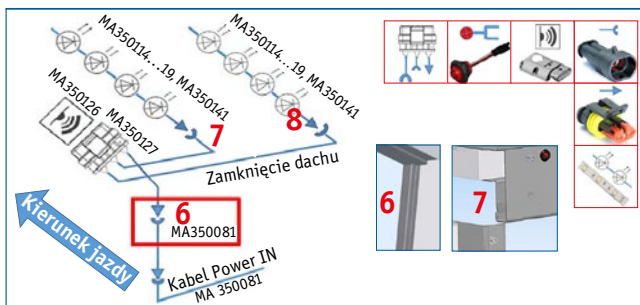 MA350114...19, MA350141
MA350114...19, MA350141
MA350126
MA350127
7
8
Zamknięcie dachu
6
MA350081
Kierunek jazdy
Kabel Power IN
MA 350081
6
7